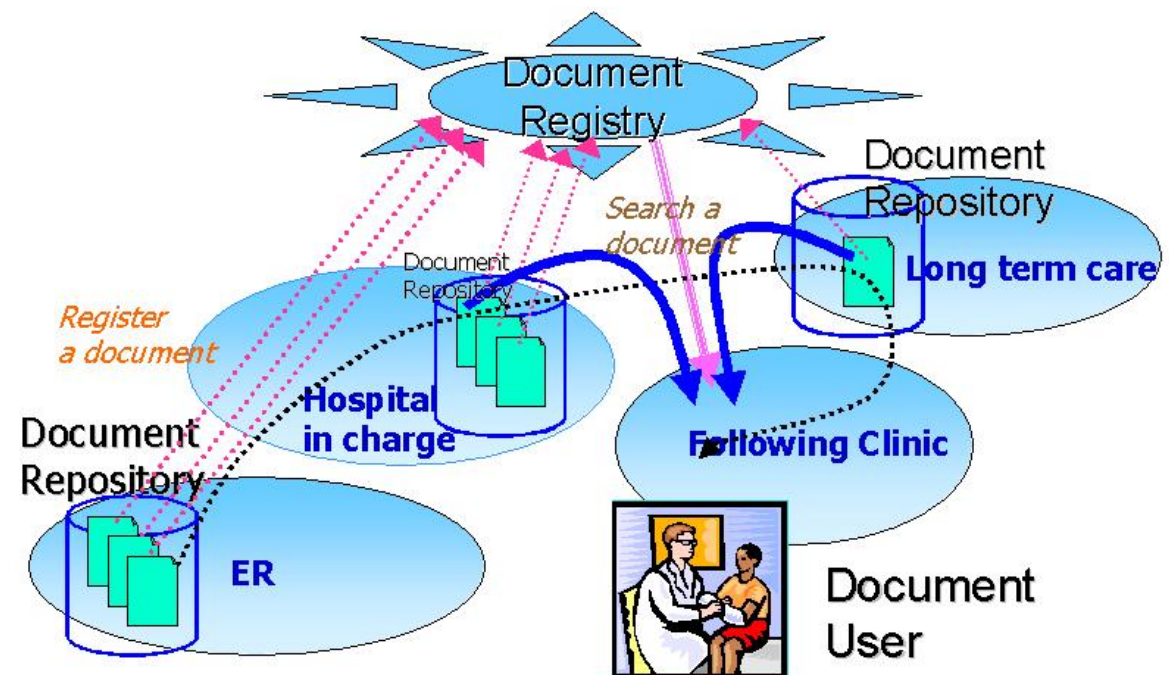 Document
Registry
Document
Repository
Search a
document
Long term care
Document
Repository
Register
a document
Hospital
in charge
Following Clinic
Document
Repository
ER
Document
User